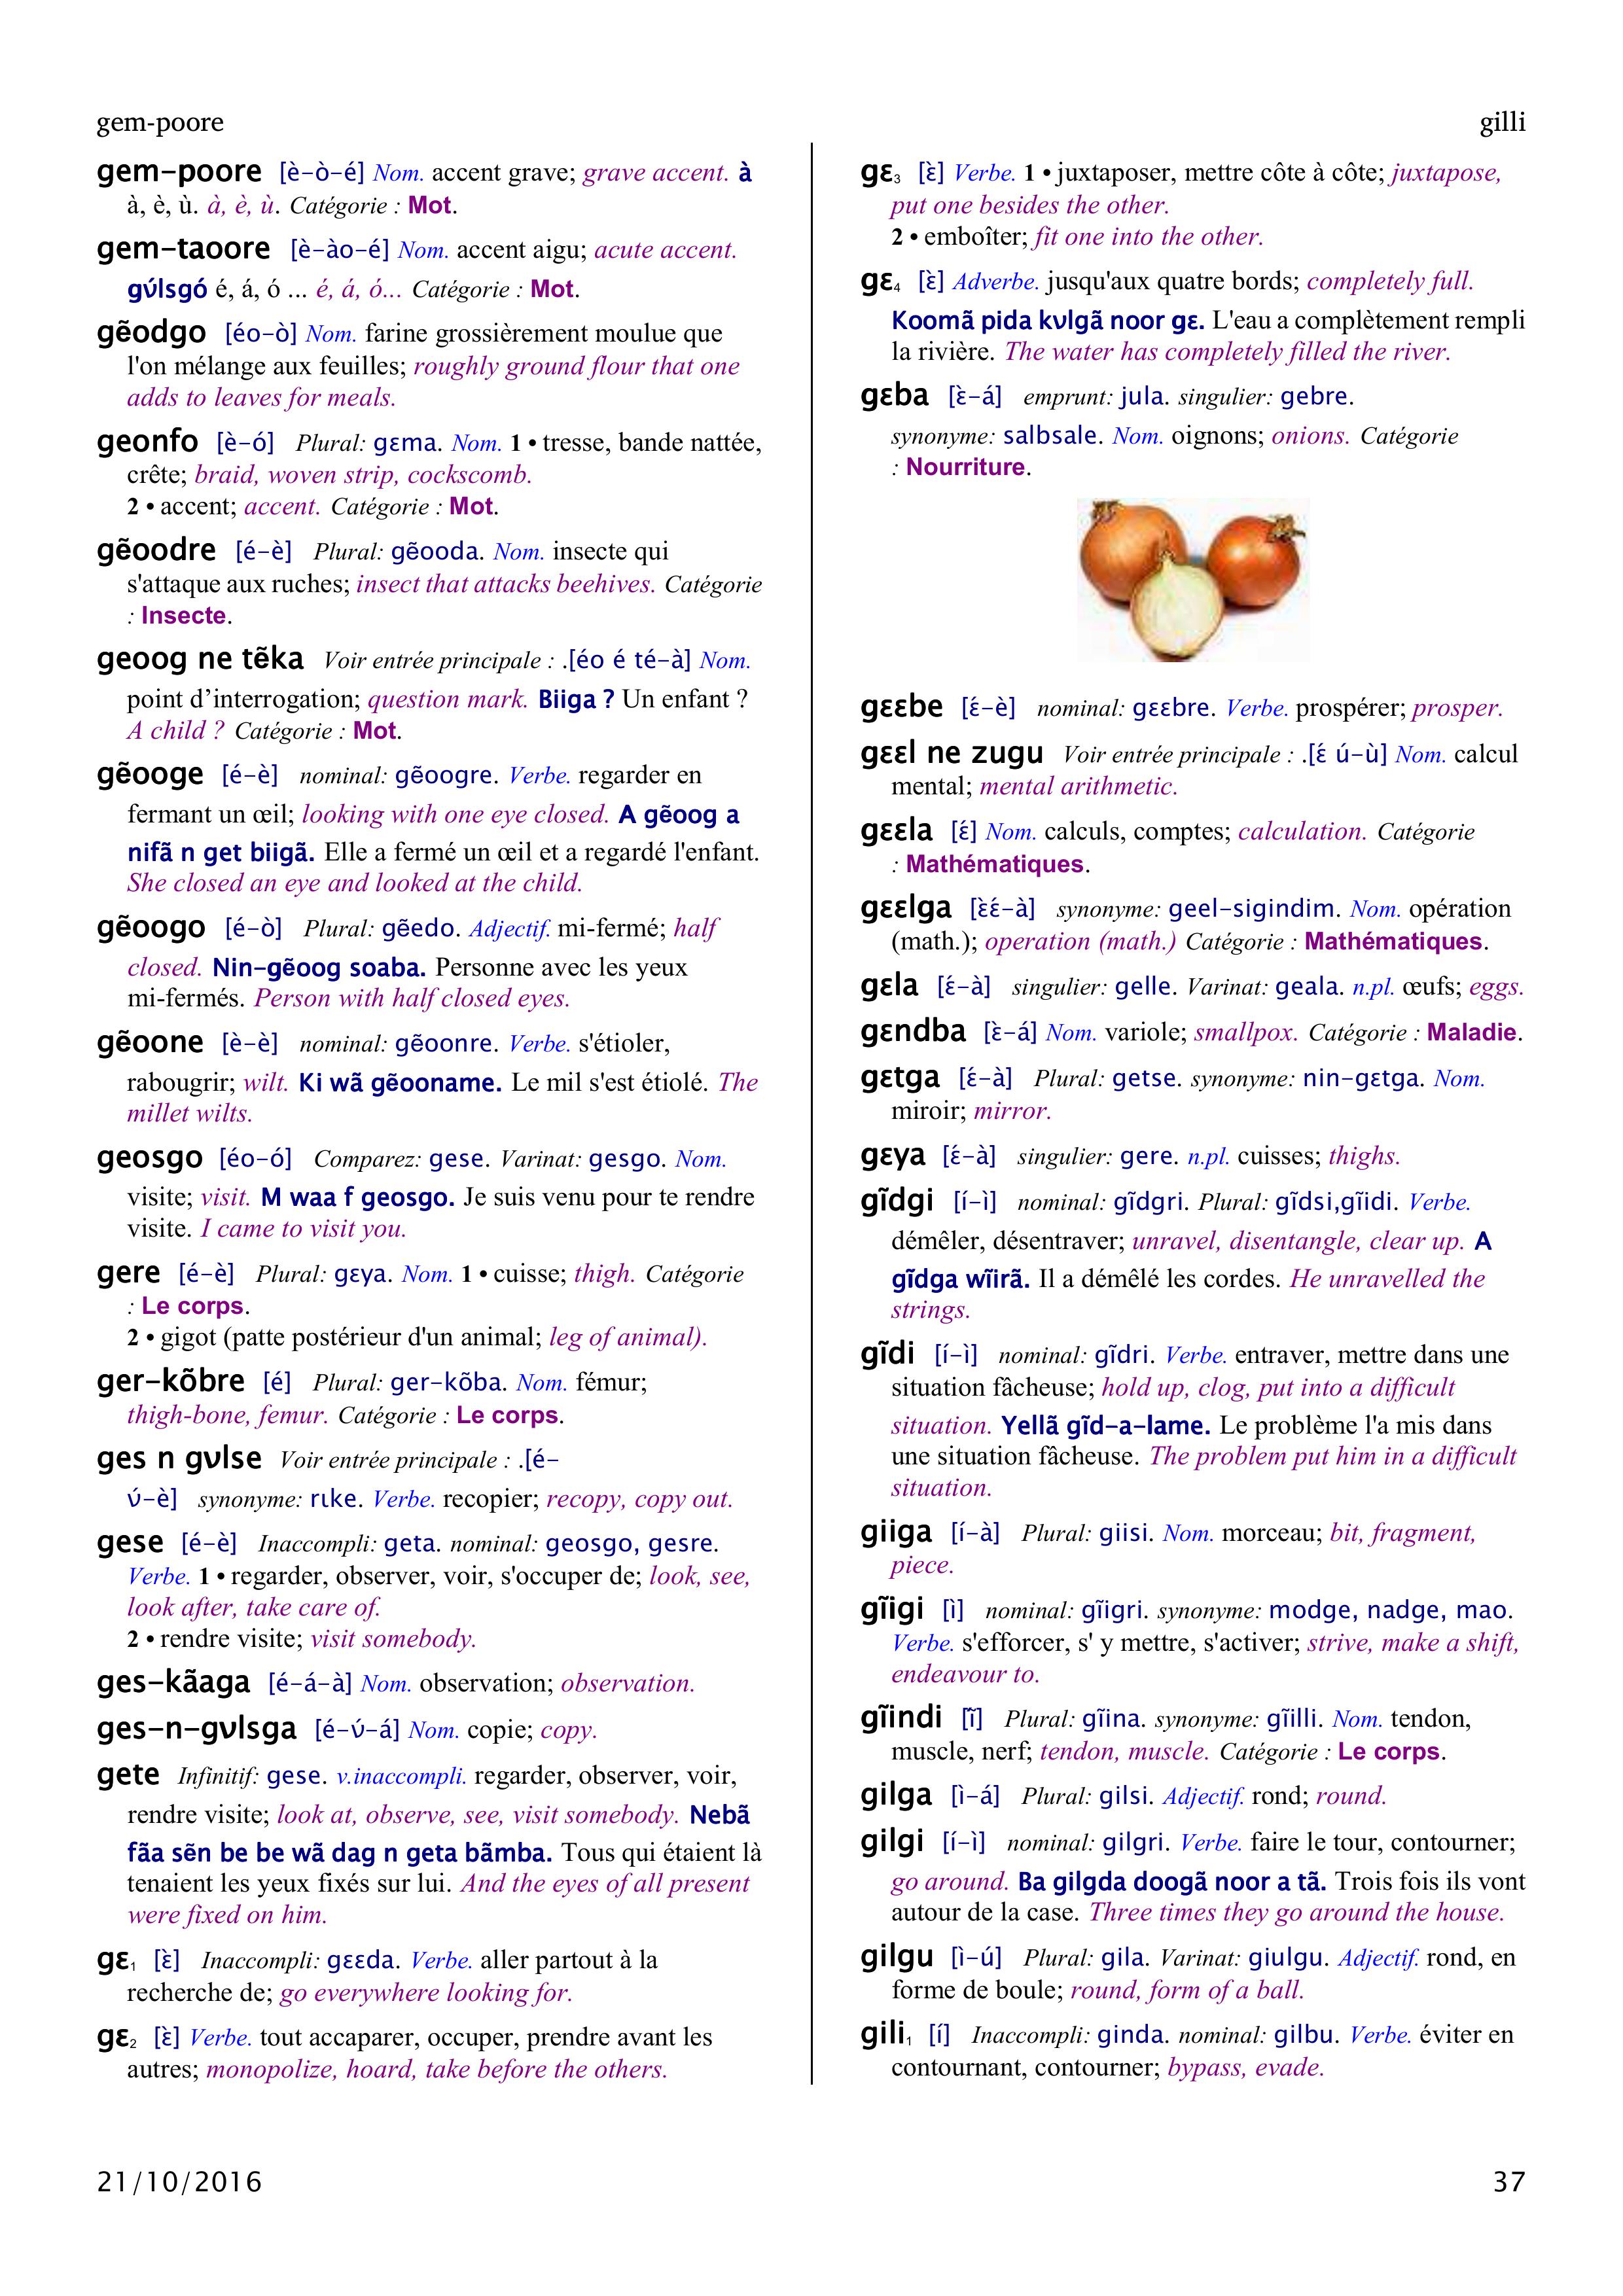 gem-poore
gilli
gem-poore [è-ò-é] Nom. accent grave; grave accent. à
à, è, ù. à, è, ù. Catégorie : Mot.
gem-taoore [è-ào-é] Nom. accent aigu; acute accent.
gʋ́lsgó é, á, ó ... é, á, ó... Catégorie : Mot.
gẽodgo [éo-ò] Nom. farine grossièrement moulue que
l'on mélange aux feuilles; roughly ground flour that one
adds to leaves for meals.
geonfo [è-ó] Plural: gɛma. Nom. 1 • tresse, bande nattée,
crête; braid, woven strip, cockscomb.
2 • accent; accent. Catégorie : Mot.
gẽoodre [é-è] Plural: gẽooda. Nom. insecte qui
s'attaque aux ruches; insect that attacks beehives. Catégorie
: Insecte.
geoog ne tẽka Voir entrée principale : .[éo é té-à] Nom.
point d’interrogation; question mark. Biiga ? Un enfant ?
A child ? Catégorie : Mot.
gẽooge [é-è] nominal: gẽoogre. Verbe. regarder en
fermant un œil; looking with one eye closed. A gẽoog a
nifã n get biigã. Elle a fermé un œil et a regardé l'enfant.
She closed an eye and looked at the child.
gẽoogo [é-ò] Plural: gẽedo. Adjectif. mi-fermé; half
closed. Nin-gẽoog soaba. Personne avec les yeux
mi-fermés. Person with half closed eyes.
gẽoone [è-è] nominal: gẽoonre. Verbe. s'étioler,
rabougrir; wilt. Ki wã gẽooname. Le mil s'est étiolé. The
millet wilts.
geosgo [éo-ó] Comparez: gese. Varinat: gesgo. Nom.
visite; visit. M waa f geosgo. Je suis venu pour te rendre
visite. I came to visit you.
gere [é-è] Plural: gɛya. Nom. 1 • cuisse; thigh. Catégorie
: Le corps.
2 • gigot (patte postérieur d'un animal; leg of animal).
ger-kõbre [é] Plural: ger-kõba. Nom. fémur;
thigh-bone, femur. Catégorie : Le corps.
ges n gʋlse Voir entrée principale : .[é-
ʋ́-è] synonyme: rɩke. Verbe. recopier; recopy, copy out.
gese [é-è] Inaccompli: geta. nominal: geosgo, gesre.
Verbe. 1 • regarder, observer, voir, s'occuper de; look, see,
look after, take care of.
2 • rendre visite; visit somebody.
ges-kãaga [é-á-à] Nom. observation; observation.
ges-n-gʋlsga [é-ʋ́-á] Nom. copie; copy.
gete Infinitif: gese. v.inaccompli. regarder, observer, voir,
rendre visite; look at, observe, see, visit somebody. Nebã
fãa sẽn be be wã dag n geta bãmba. Tous qui étaient là
tenaient les yeux fixés sur lui. And the eyes of all present
were fixed on him.
gɛ₁ [ɛ̀] Inaccompli: gɛɛda. Verbe. aller partout à la
recherche de; go everywhere looking for.
gɛ₂ [ɛ̀] Verbe. tout accaparer, occuper, prendre avant les
autres; monopolize, hoard, take before the others.
gɛ₃ [ɛ̀] Verbe. 1 • juxtaposer, mettre côte à côte; juxtapose,
put one besides the other.
2 • emboîter; fit one into the other.
gɛ₄ [ɛ̀] Adverbe. jusqu'aux quatre bords; completely full.
Koomã pida kʋlgã noor gɛ. L'eau a complètement rempli
la rivière. The water has completely filled the river.
gɛba [ɛ̀-á] emprunt: jula. singulier: gebre.
synonyme: salbsale. Nom. oignons; onions. Catégorie
: Nourriture.
gɛɛbe [ɛ́-è] nominal: gɛɛbre. Verbe. prospérer; prosper.
gɛɛl ne zugu Voir entrée principale : .[ɛ́ ú-ù] Nom. calcul
mental; mental arithmetic.
gɛɛla [ɛ́] Nom. calculs, comptes; calculation. Catégorie
: Mathématiques.
gɛɛlga [ɛ̀ɛ́-à] synonyme: geel-sigindim. Nom. opération
(math.); operation (math.) Catégorie : Mathématiques.
gɛla [ɛ́-à] singulier: gelle. Varinat: geala. n.pl. œufs; eggs.
gɛndba [ɛ̀-á] Nom. variole; smallpox. Catégorie : Maladie.
gɛtga [ɛ́-à] Plural: getse. synonyme: nin-gɛtga. Nom.
miroir; mirror.
gɛya [ɛ́-à] singulier: gere. n.pl. cuisses; thighs.
gĩdgi [í-ì] nominal: gĩdgri. Plural: gĩdsi,gĩidi. Verbe.
démêler, désentraver; unravel, disentangle, clear up. A
gĩdga wĩirã. Il a démêlé les cordes. He unravelled the
strings.
gĩdi [í-ì] nominal: gĩdri. Verbe. entraver, mettre dans une
situation fâcheuse; hold up, clog, put into a difficult
situation. Yellã gĩd-a-lame. Le problème l'a mis dans
une situation fâcheuse. The problem put him in a difficult
situation.
giiga [í-à] Plural: giisi. Nom. morceau; bit, fragment,
piece.
gĩigi [ì] nominal: gĩigri. synonyme: modge, nadge, mao.
Verbe. s'efforcer, s' y mettre, s'activer; strive, make a shift,
endeavour to.
gĩindi [ĩ] Plural: gĩina. synonyme: gĩilli. Nom. tendon,
muscle, nerf; tendon, muscle. Catégorie : Le corps.
gilga [ì-á] Plural: gilsi. Adjectif. rond; round.
gilgi [í-ì] nominal: gilgri. Verbe. faire le tour, contourner;
go around. Ba gilgda doogã noor a tã. Trois fois ils vont
autour de la case. Three times they go around the house.
gilgu [ì-ú] Plural: gila. Varinat: giulgu. Adjectif. rond, en
forme de boule; round, form of a ball.
gili₁ [í] Inaccompli: ginda. nominal: gilbu. Verbe. éviter en
contournant, contourner; bypass, evade.
21/10/2016
37